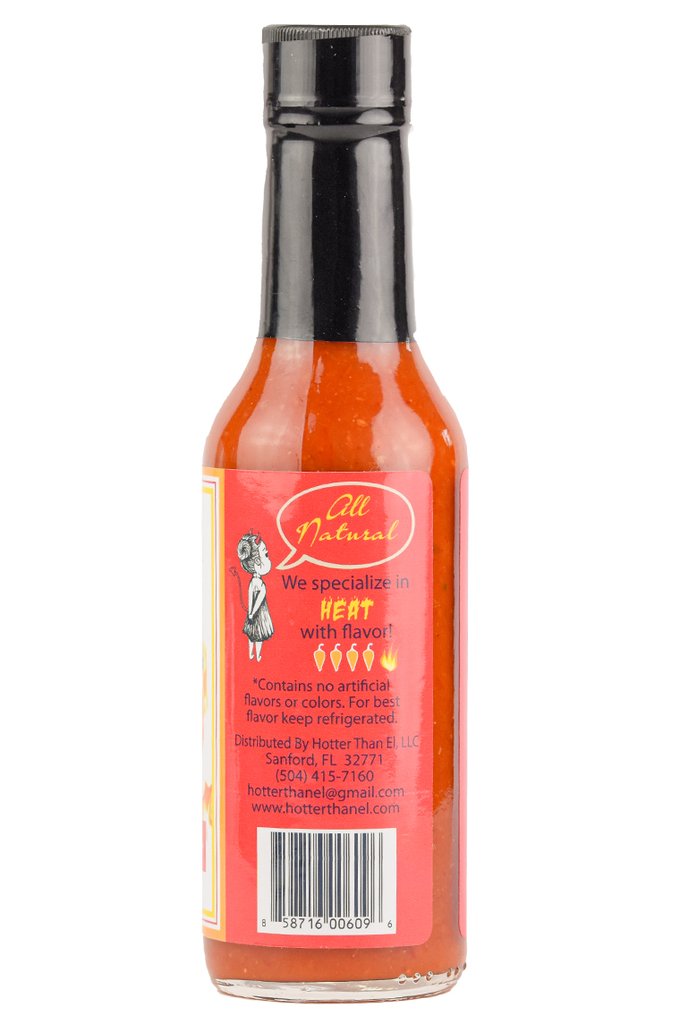 All
Natural
We specialize in
HEAT
with flavor!
*Contains no artificial
flavors or colors. For best
flavor keep refrigerated.
Distributed By Hotter Than El, LLC
Sanford, FL 32771
(504) 415-7160
hotterthanel@gmail.com
www.hotterthanel.com
8 58716 00609 6